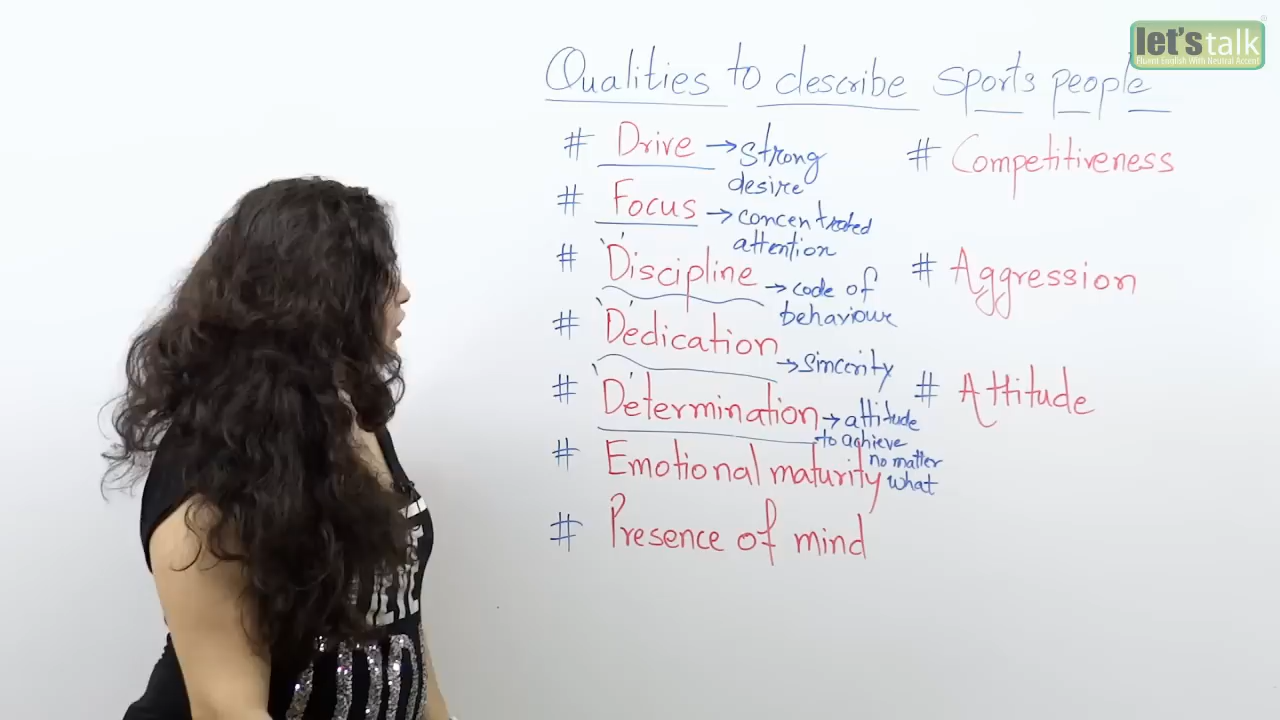 let's talk
Fluent English With Neutral Accent
Qualities to describe sports people
# Drive → strong
desire
# Focus → concentrated
attention
# Discipline → code of
behaviour
# Dedication
→ sincerity
# Determination → attitude
to achieve
no matter
what
# Emotional maturity
# Presence of mind
# Competitiveness
# Aggression
# Attitude